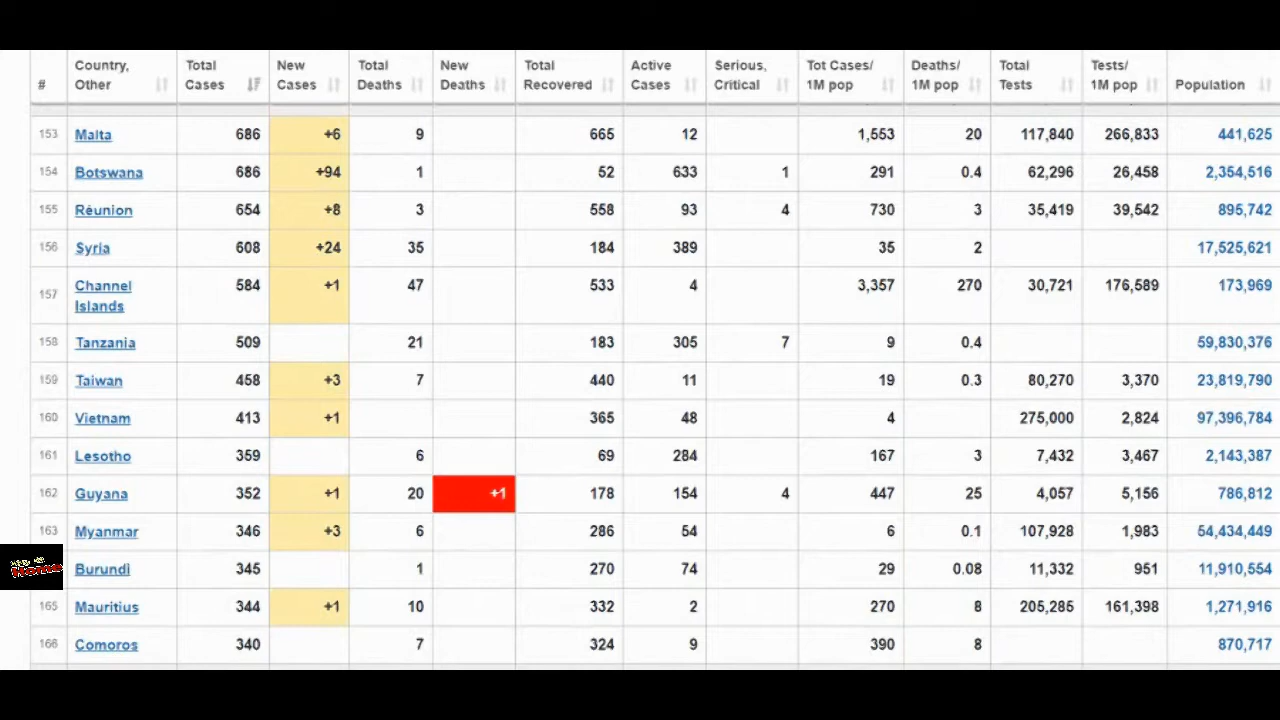 # Country, Other Total Cases New Cases Total Deaths New Deaths Total Recovered Active Cases Serious, Critical Tot Cases/ 1M pop Deaths/ 1M pop Total Tests Tests/ 1M pop Population
153 Malta 686 +6 9 665 12 1,553 20 117,840 266,833 441,625
154 Botswana 686 +94 1 52 633 1 291 0.4 62,296 26,458 2,354,516
155 Réunion 654 +8 3 558 93 4 730 3 35,419 39,542 895,742
156 Syria 608 +24 35 184 389 35 2 17,525,621
157 Channel Islands 584 +1 47 533 4 3,357 270 30,721 176,589 173,969
158 Tanzania 509 21 183 305 7 9 0.4 59,830,376
159 Taiwan 458 +3 7 440 11 19 0.3 80,270 3,370 23,819,790
160 Vietnam 413 +1 365 48 4 275,000 2,824 97,396,784
161 Lesotho 359 6 69 284 167 3 7,432 3,467 2,143,387
162 Guyana 352 +1 20 +1 178 154 4 447 25 4,057 5,156 786,812
163 Myanmar 346 +3 6 286 54 6 0.1 107,928 1,983 54,434,449
Burundi 345 1 270 74 29 0.08 11,332 951 11,910,554
165 Mauritius 344 +1 10 332 2 270 8 205,285 161,398 1,271,916
166 Comoros 340 7 324 9 390 8 870,717
Home